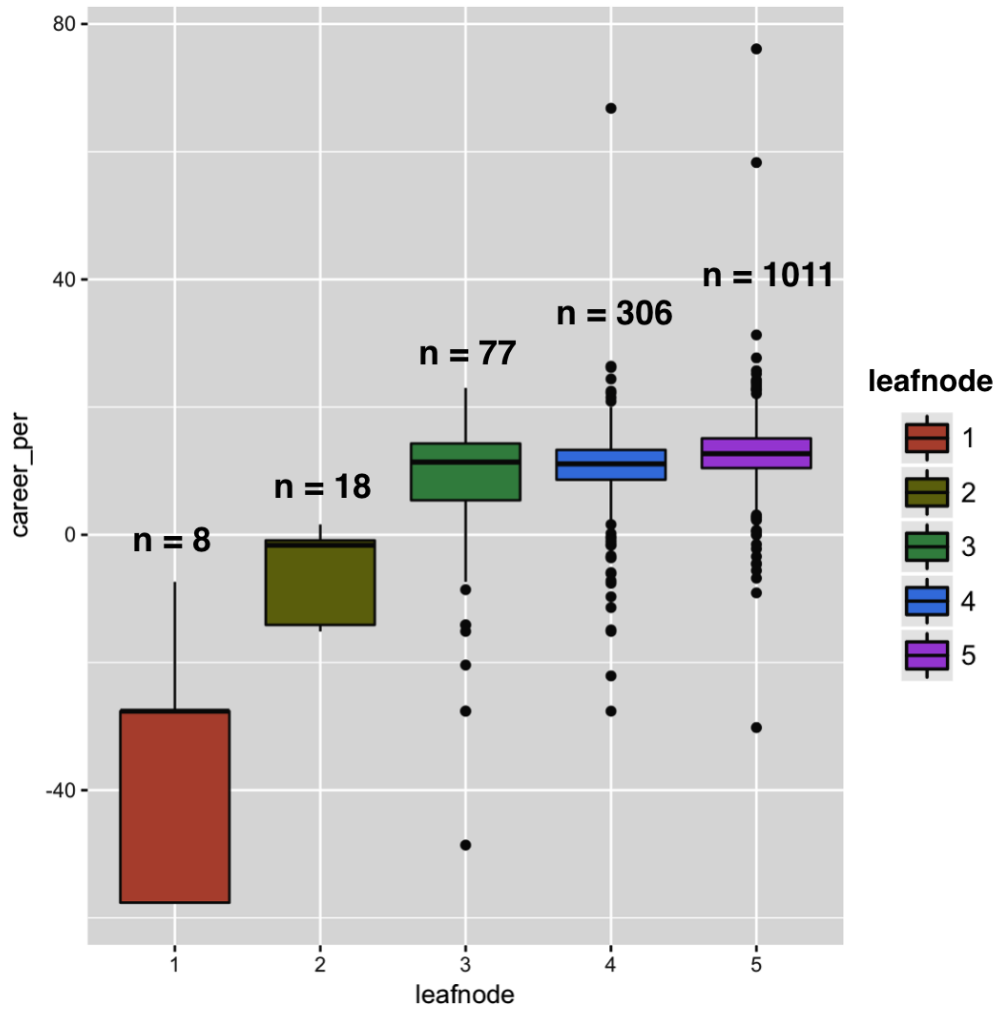 80
n = 1011
40
n = 306
n = 77
leafnode
1
n = 18
2
career_per
0
n = 8
3
4
5
-40
1
2
3
4
5
leafnode